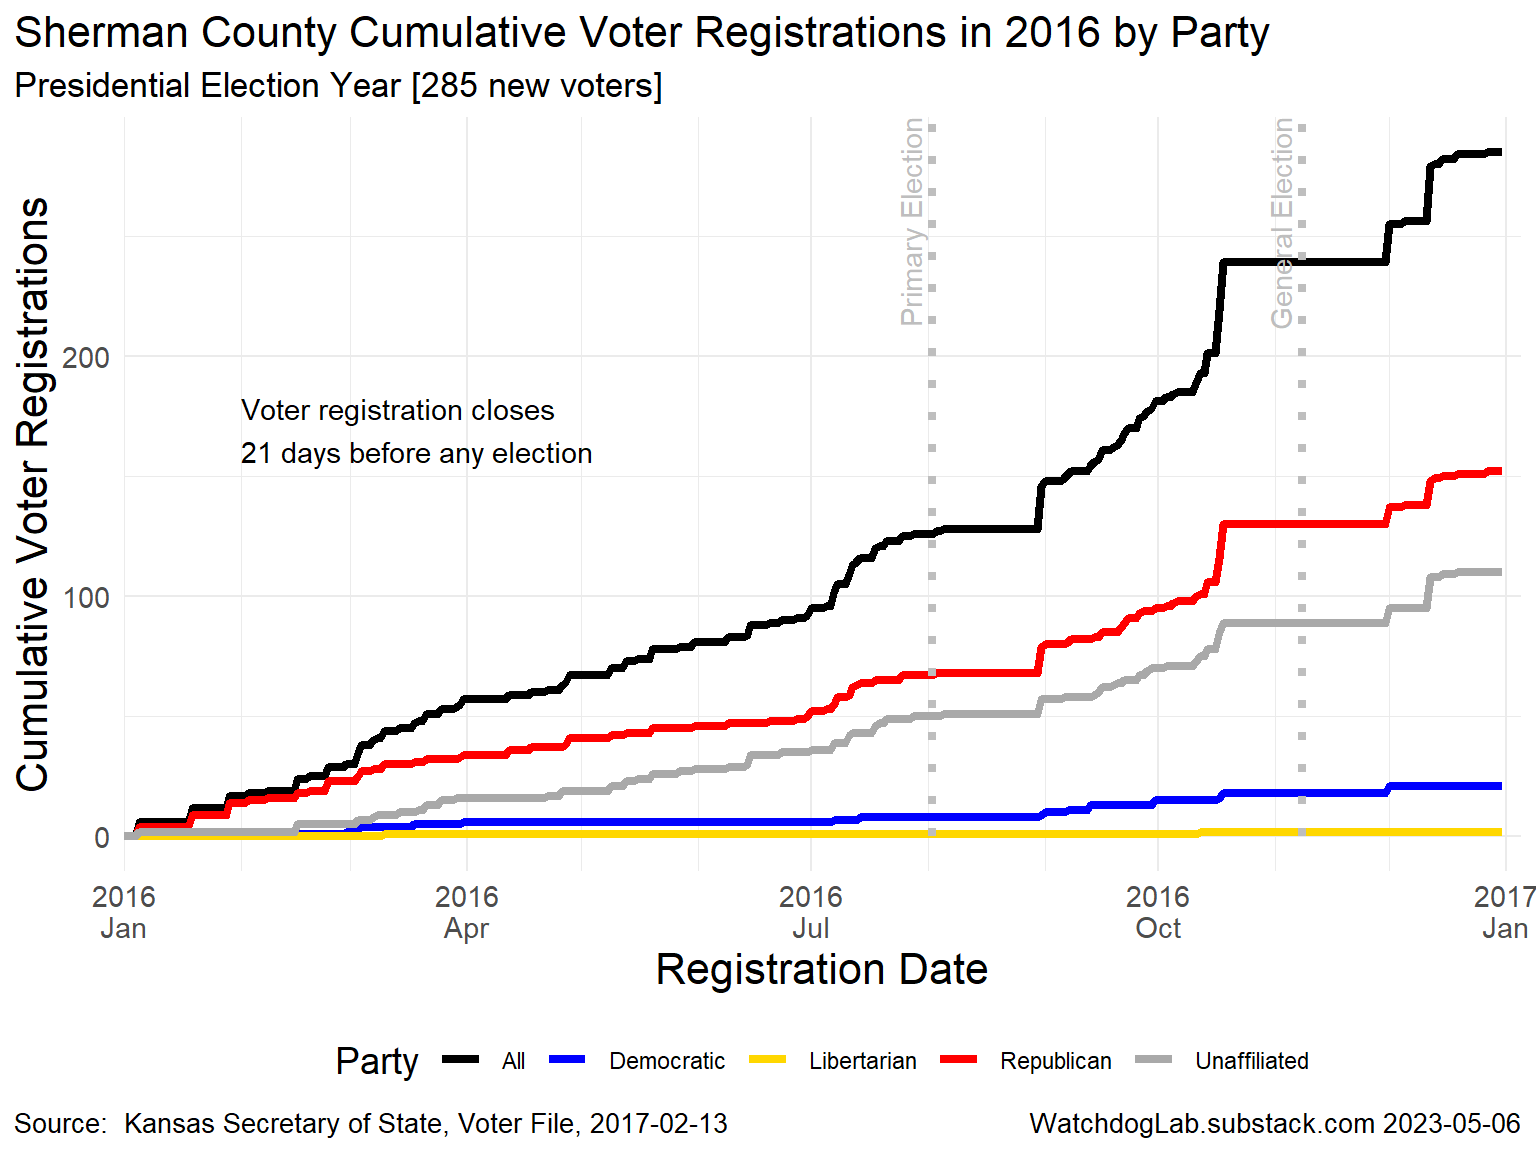 Sherman County Cumulative Voter Registrations in 2016 by Party
Presidential Election Year [285 new voters]
Cumulative Voter Registrations
200
100
0
Voter registration closes
21 days before any election
Primary Election
General Election
2016 2016 2016 2016 2017
Jan Apr Jul Oct Jan
Registration Date
Party All Democratic Libertarian Republican Unaffiliated
Source:  Kansas Secretary of State, Voter File, 2017-02-13
WatchdogLab.substack.com 2023-05-06